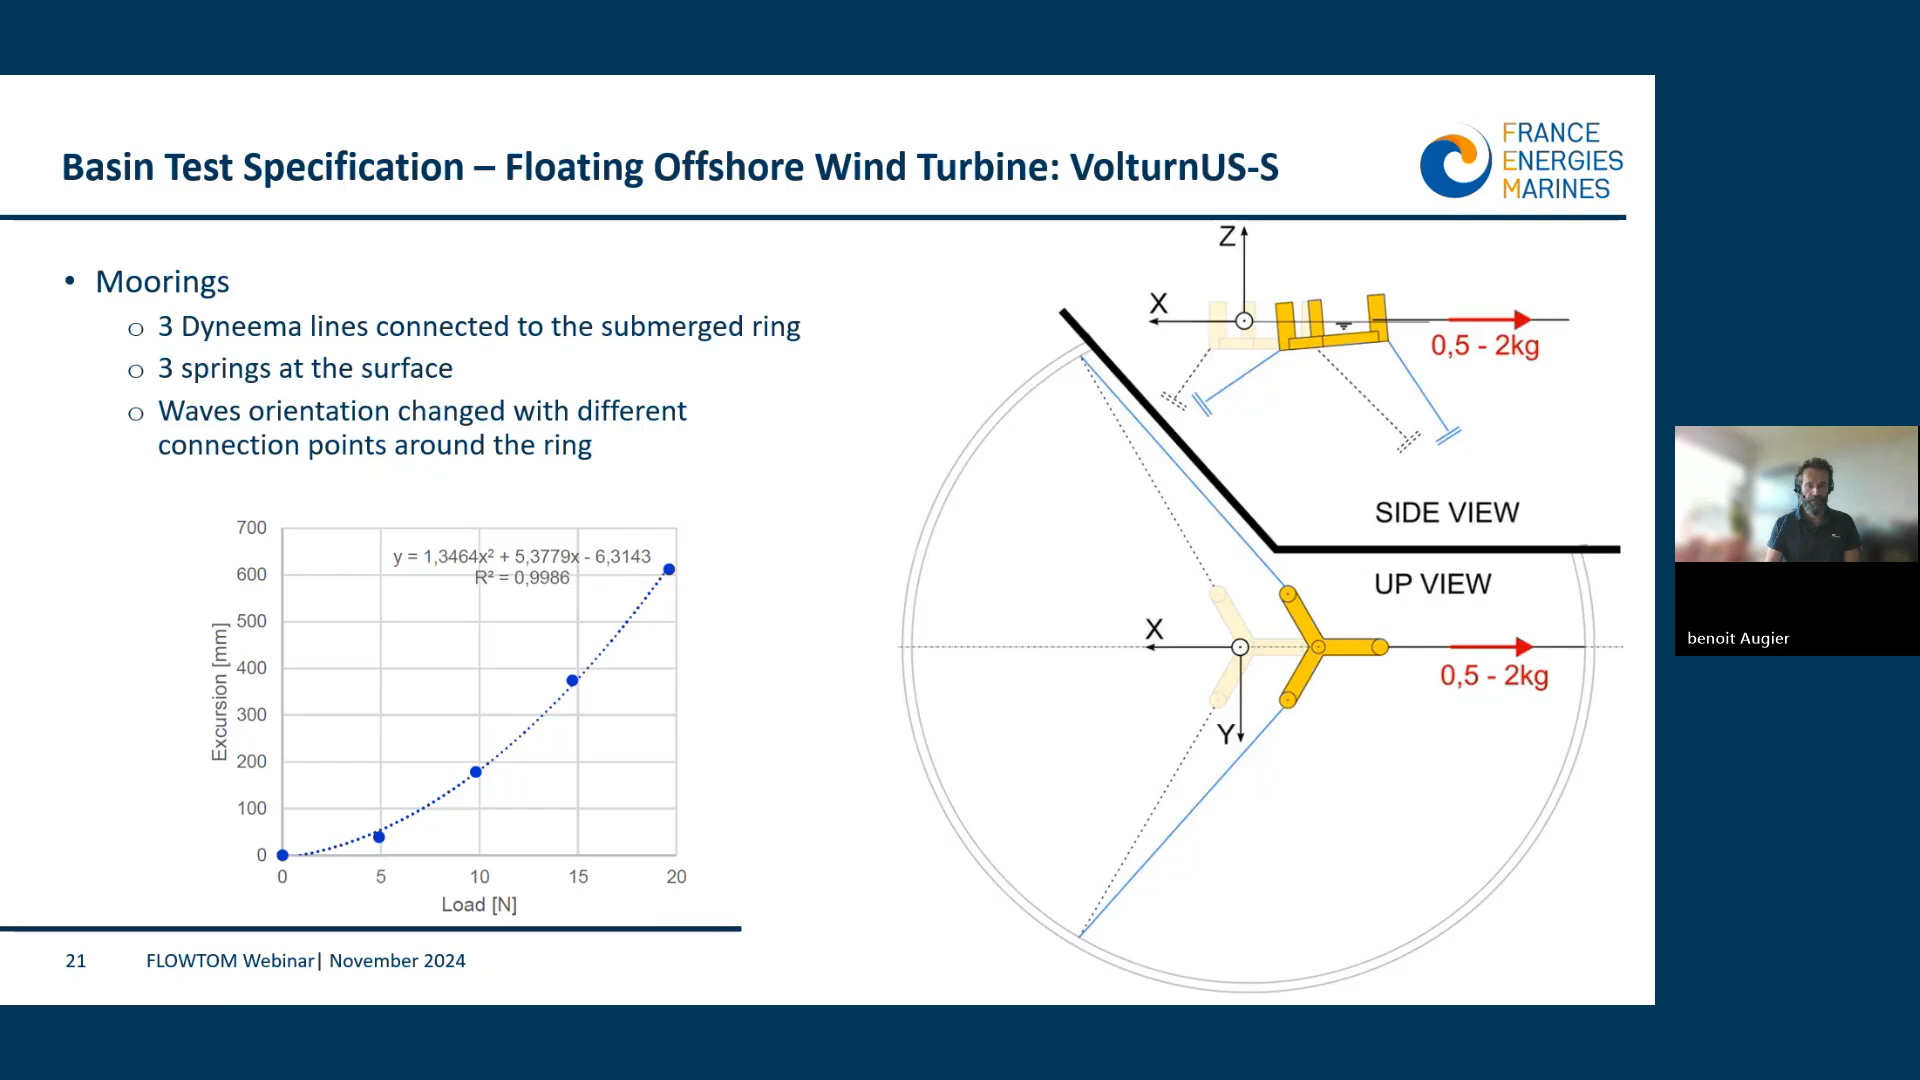 Basin Test Specification – Floating Offshore Wind Turbine: VolturnUS-S
FRANCE
ENERGIES
MARINES
• Moorings
o 3 Dyneema lines connected to the submerged ring
o 3 springs at the surface
o Waves orientation changed with different
connection points around the ring
y = 1,3464x² + 5,3779x - 6,3143
R² = 0,9986
700
600
500
400
300
200
100
0
Excursion [mm]
0 5 10 15 20
Load [N]
Z
X
0,5 - 2kg
SIDE VIEW
UP VIEW
X
0,5 - 2kg
Y
benoit Augier
21 FLOWTOM Webinar| November 2024